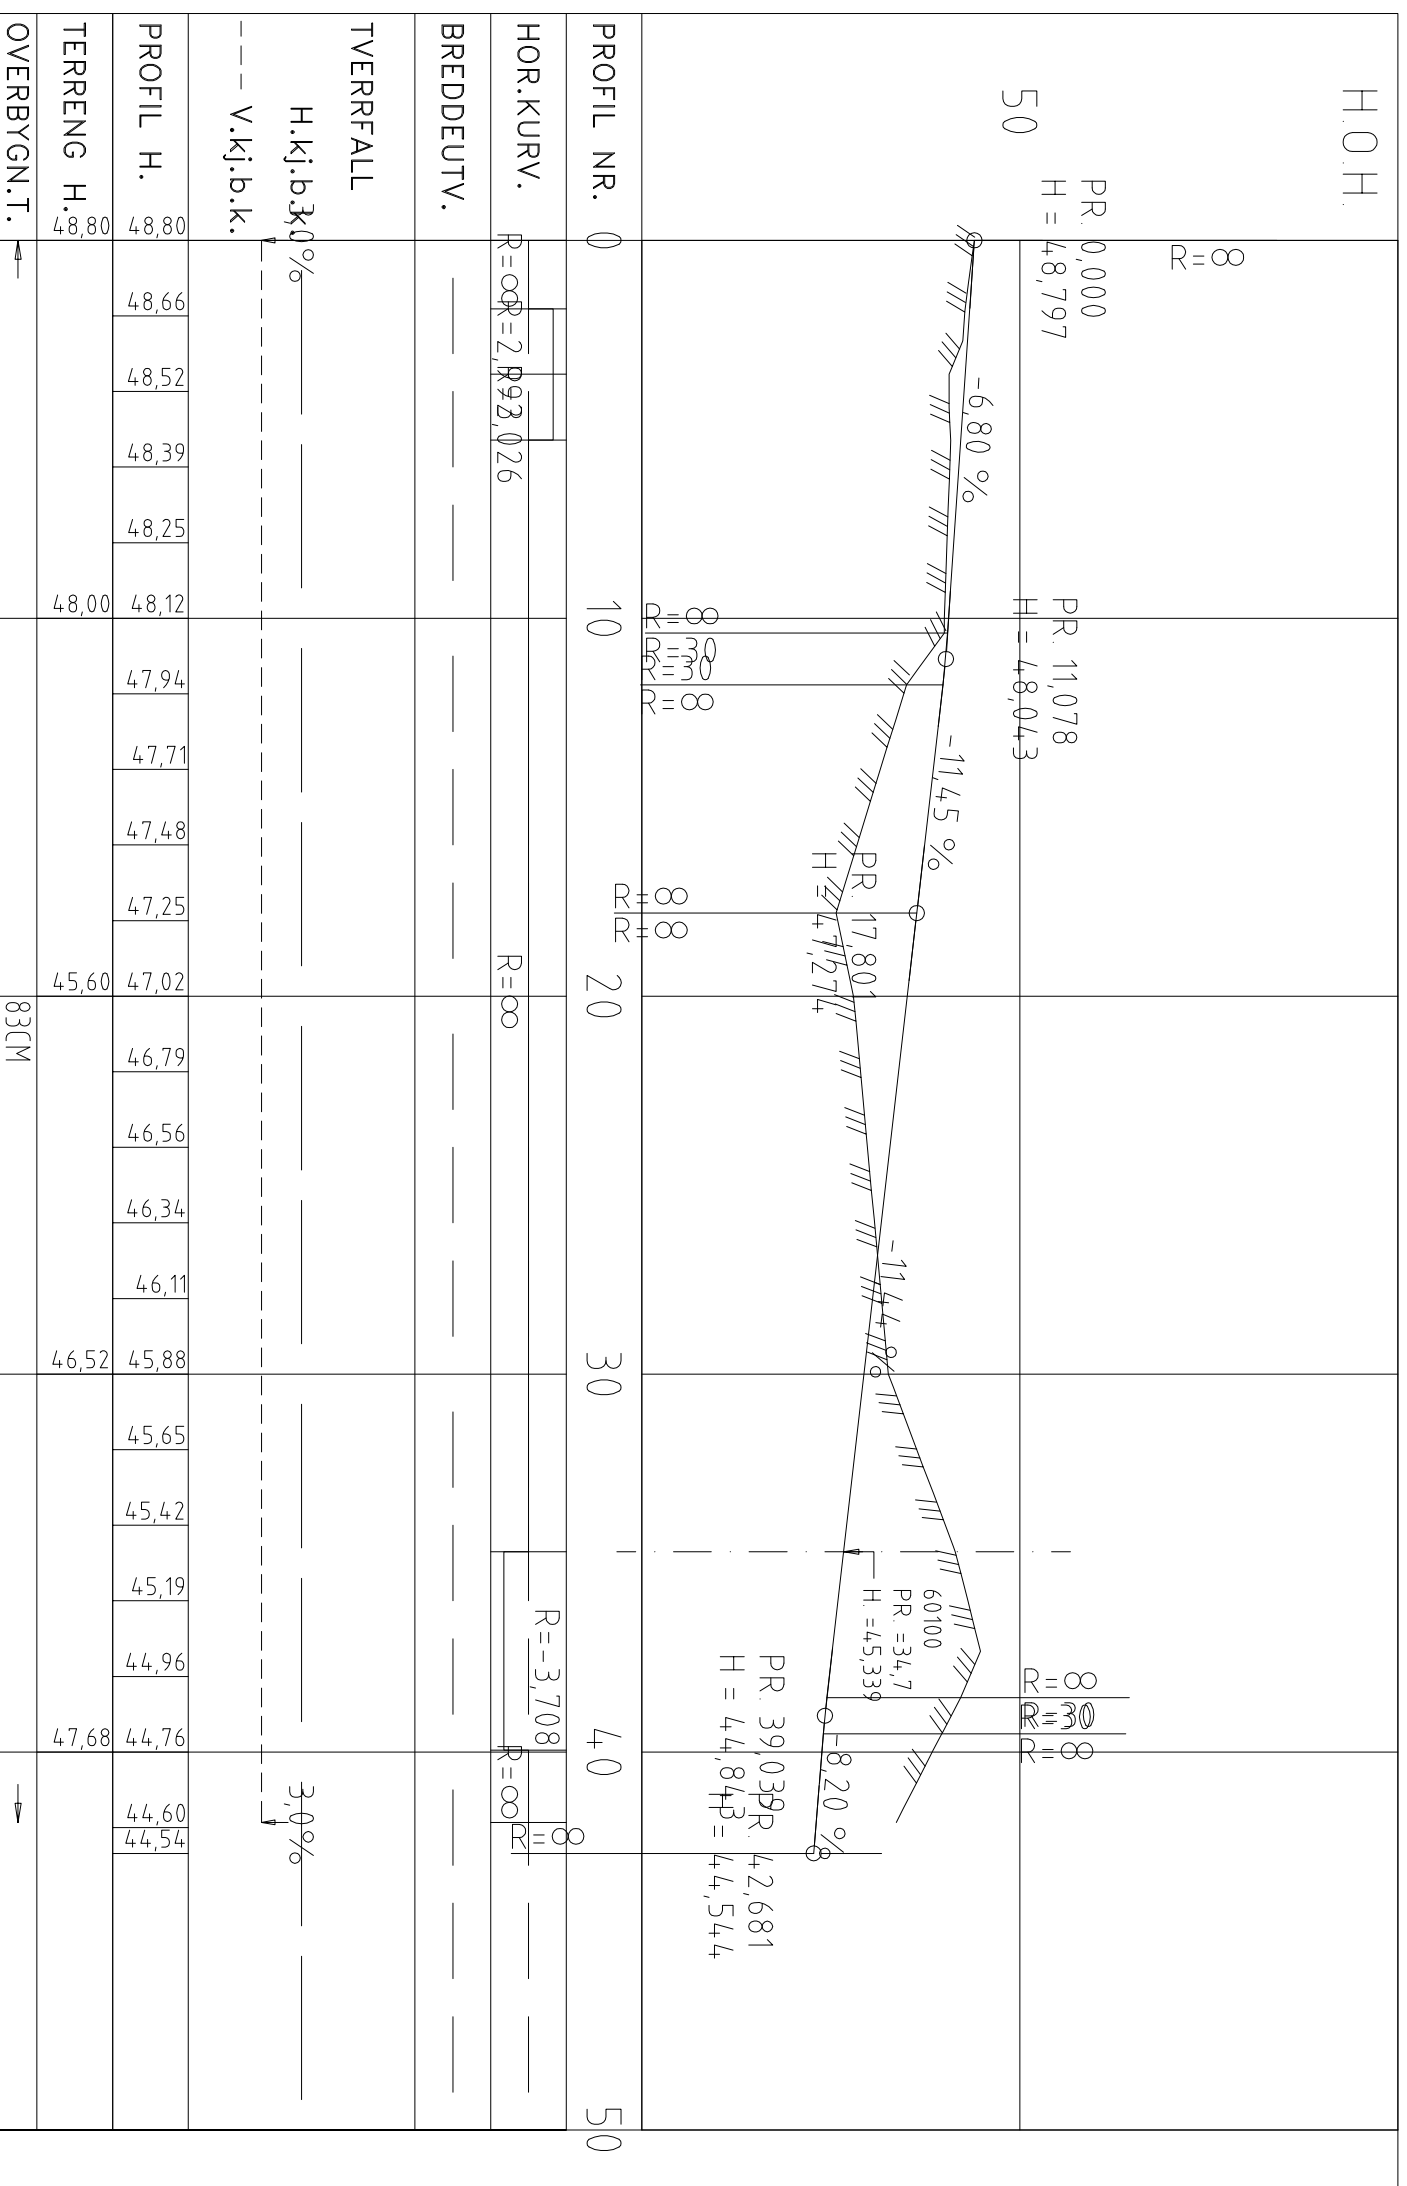 H.O.H.
50
R=∞
PR. 0,000
H = 48,797
-6,80 %
PR. 11,078
H = 48,043
-11,45 %
PR. 17,801
H = 47,274
-11,44 %
60100
PR. =34,7
H. =45,339
PR. 39,039
H = 44,843
-8,20 %
PR. 42,681
H = 44,544
R=∞
R=30
R=30
R=∞
R=∞
R=∞
R=∞
R=30
R=30
R=∞
R=∞
PROFIL NR. 0 10 20 30 40 50
HOR.KURV. R=∞ R=3,026 R=∞ R=-3,708 R=∞
BREDDEUTV.
TVERRFALL
H.kj.b.k. 3,0% 3,0%
--- V.kj.b.k.
PROFIL H. 48,80 48,66 48,52 48,39 48,25 48,12 47,94 47,71 47,48 47,25 47,02 46,79 46,56 46,34 46,11 45,88 45,65 45,42 45,19 44,96 44,76 44,60 44,54
TERRENG H. 48,80 48,00 45,60 46,52 47,68
OVERBYGN.T. 83CM